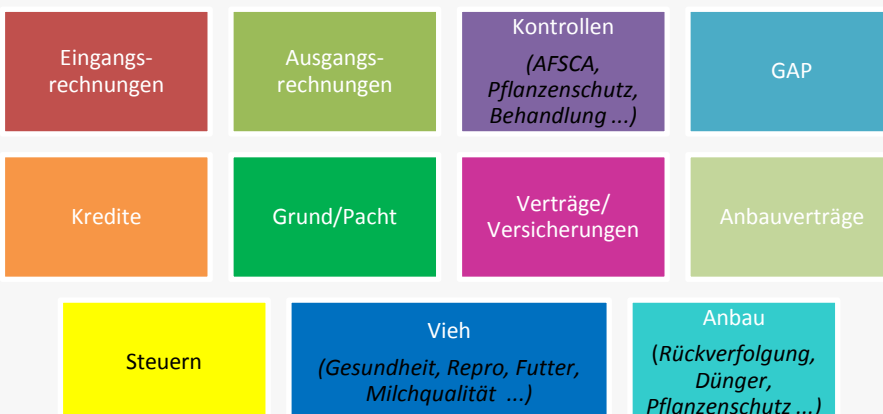 Eingangs-
rechnungen
Ausgangs-
rechnungen
Kontrollen
(AFSCA,
Pflanzenschutz,
Behandlung ...)
GAP
Kredite
Grund/Pacht
Verträge/
Versicherungen
Anbauverträge
Steuern
Vieh
(Gesundheit, Repro, Futter,
Milchqualität ...)
Anbau
(Rückverfolgung,
Dünger,
Pflanzenschutz ...)